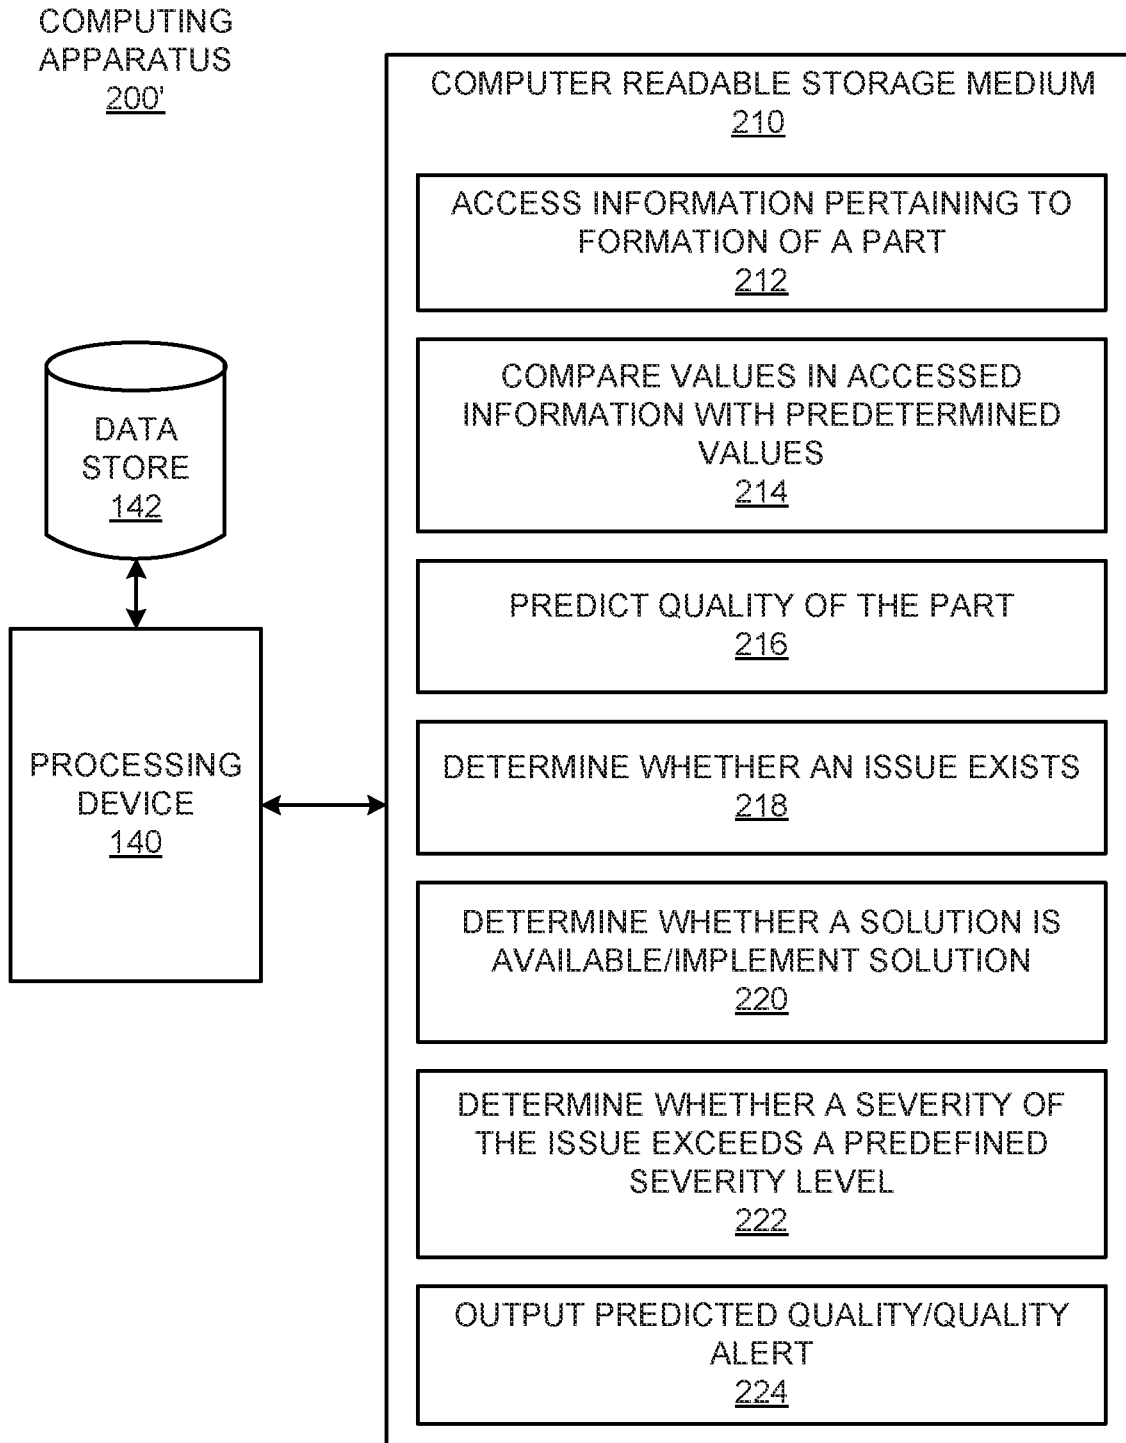 COMPUTING
APPARATUS
200'
COMPUTER READABLE STORAGE MEDIUM
210
ACCESS INFORMATION PERTAINING TO
FORMATION OF A PART
212
COMPARE VALUES IN ACCESSED
INFORMATION WITH PREDETERMINED
VALUES
214
DATA
STORE
142
PREDICT QUALITY OF THE PART
216
PROCESSING
DEVICE
140
DETERMINE WHETHER AN ISSUE EXISTS
218
DETERMINE WHETHER A SOLUTION IS
AVAILABLE/IMPLEMENT SOLUTION
220
DETERMINE WHETHER A SEVERITY OF
THE ISSUE EXCEEDS A PREDEFINED
SEVERITY LEVEL
222
OUTPUT PREDICTED QUALITY/QUALITY
ALERT
224